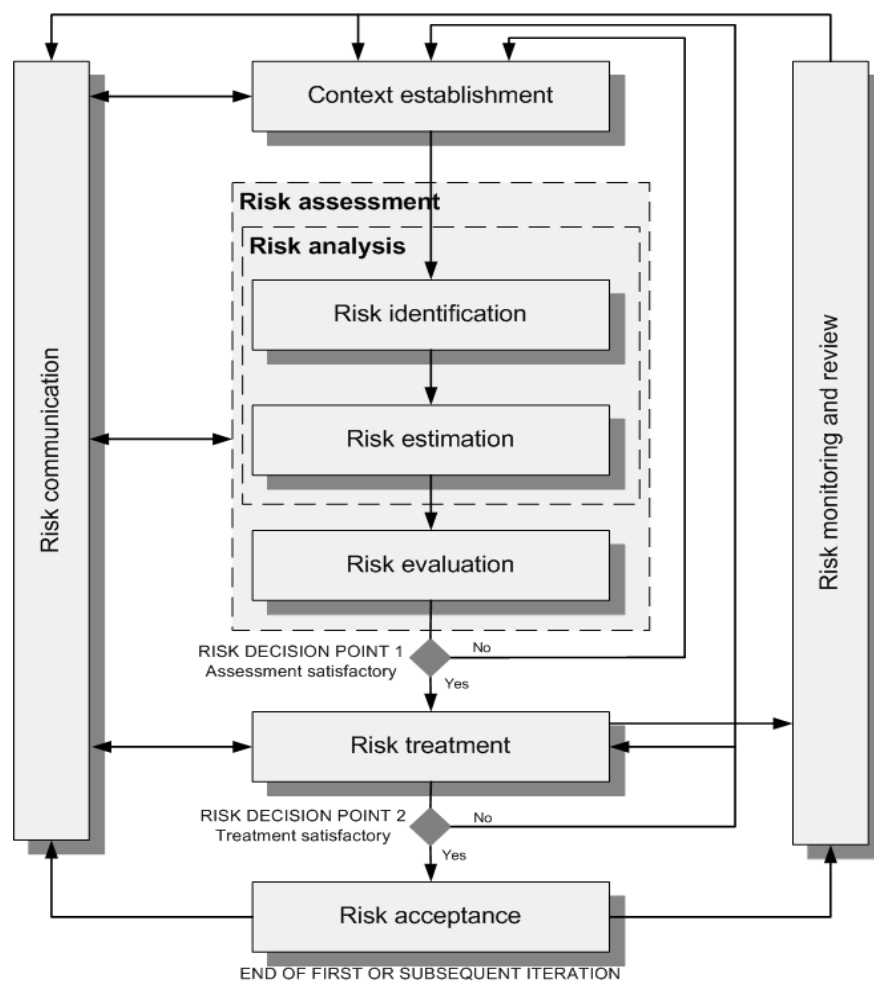 Context establishment
Risk assessment
Risk analysis
Risk identification
Risk estimation
Risk evaluation
RISK DECISION POINT 1
Assessment satisfactory
No
Yes
Risk treatment
RISK DECISION POINT 2
Treatment satisfactory
No
Yes
Risk acceptance
END OF FIRST OR SUBSEQUENT ITERATION
Risk communication
Risk monitoring and review